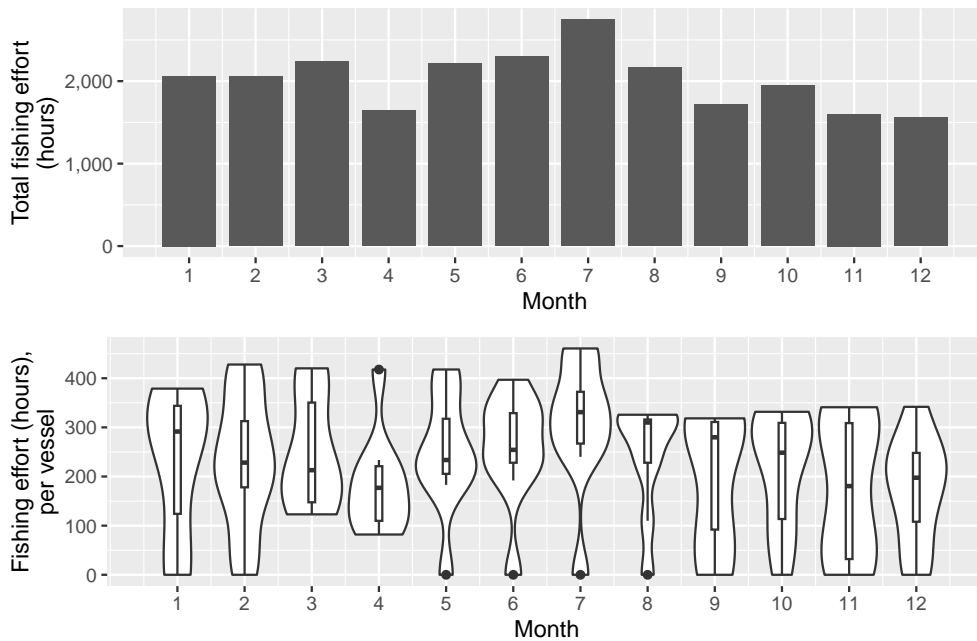 Total fishing effort
(hours)
2,000
1,000
0
1 2 3 4 5 6 7 8 9 10 11 12
Month
Fishing effort (hours),
per vessel
400
300
200
100
0
1 2 3 4 5 6 7 8 9 10 11 12
Month